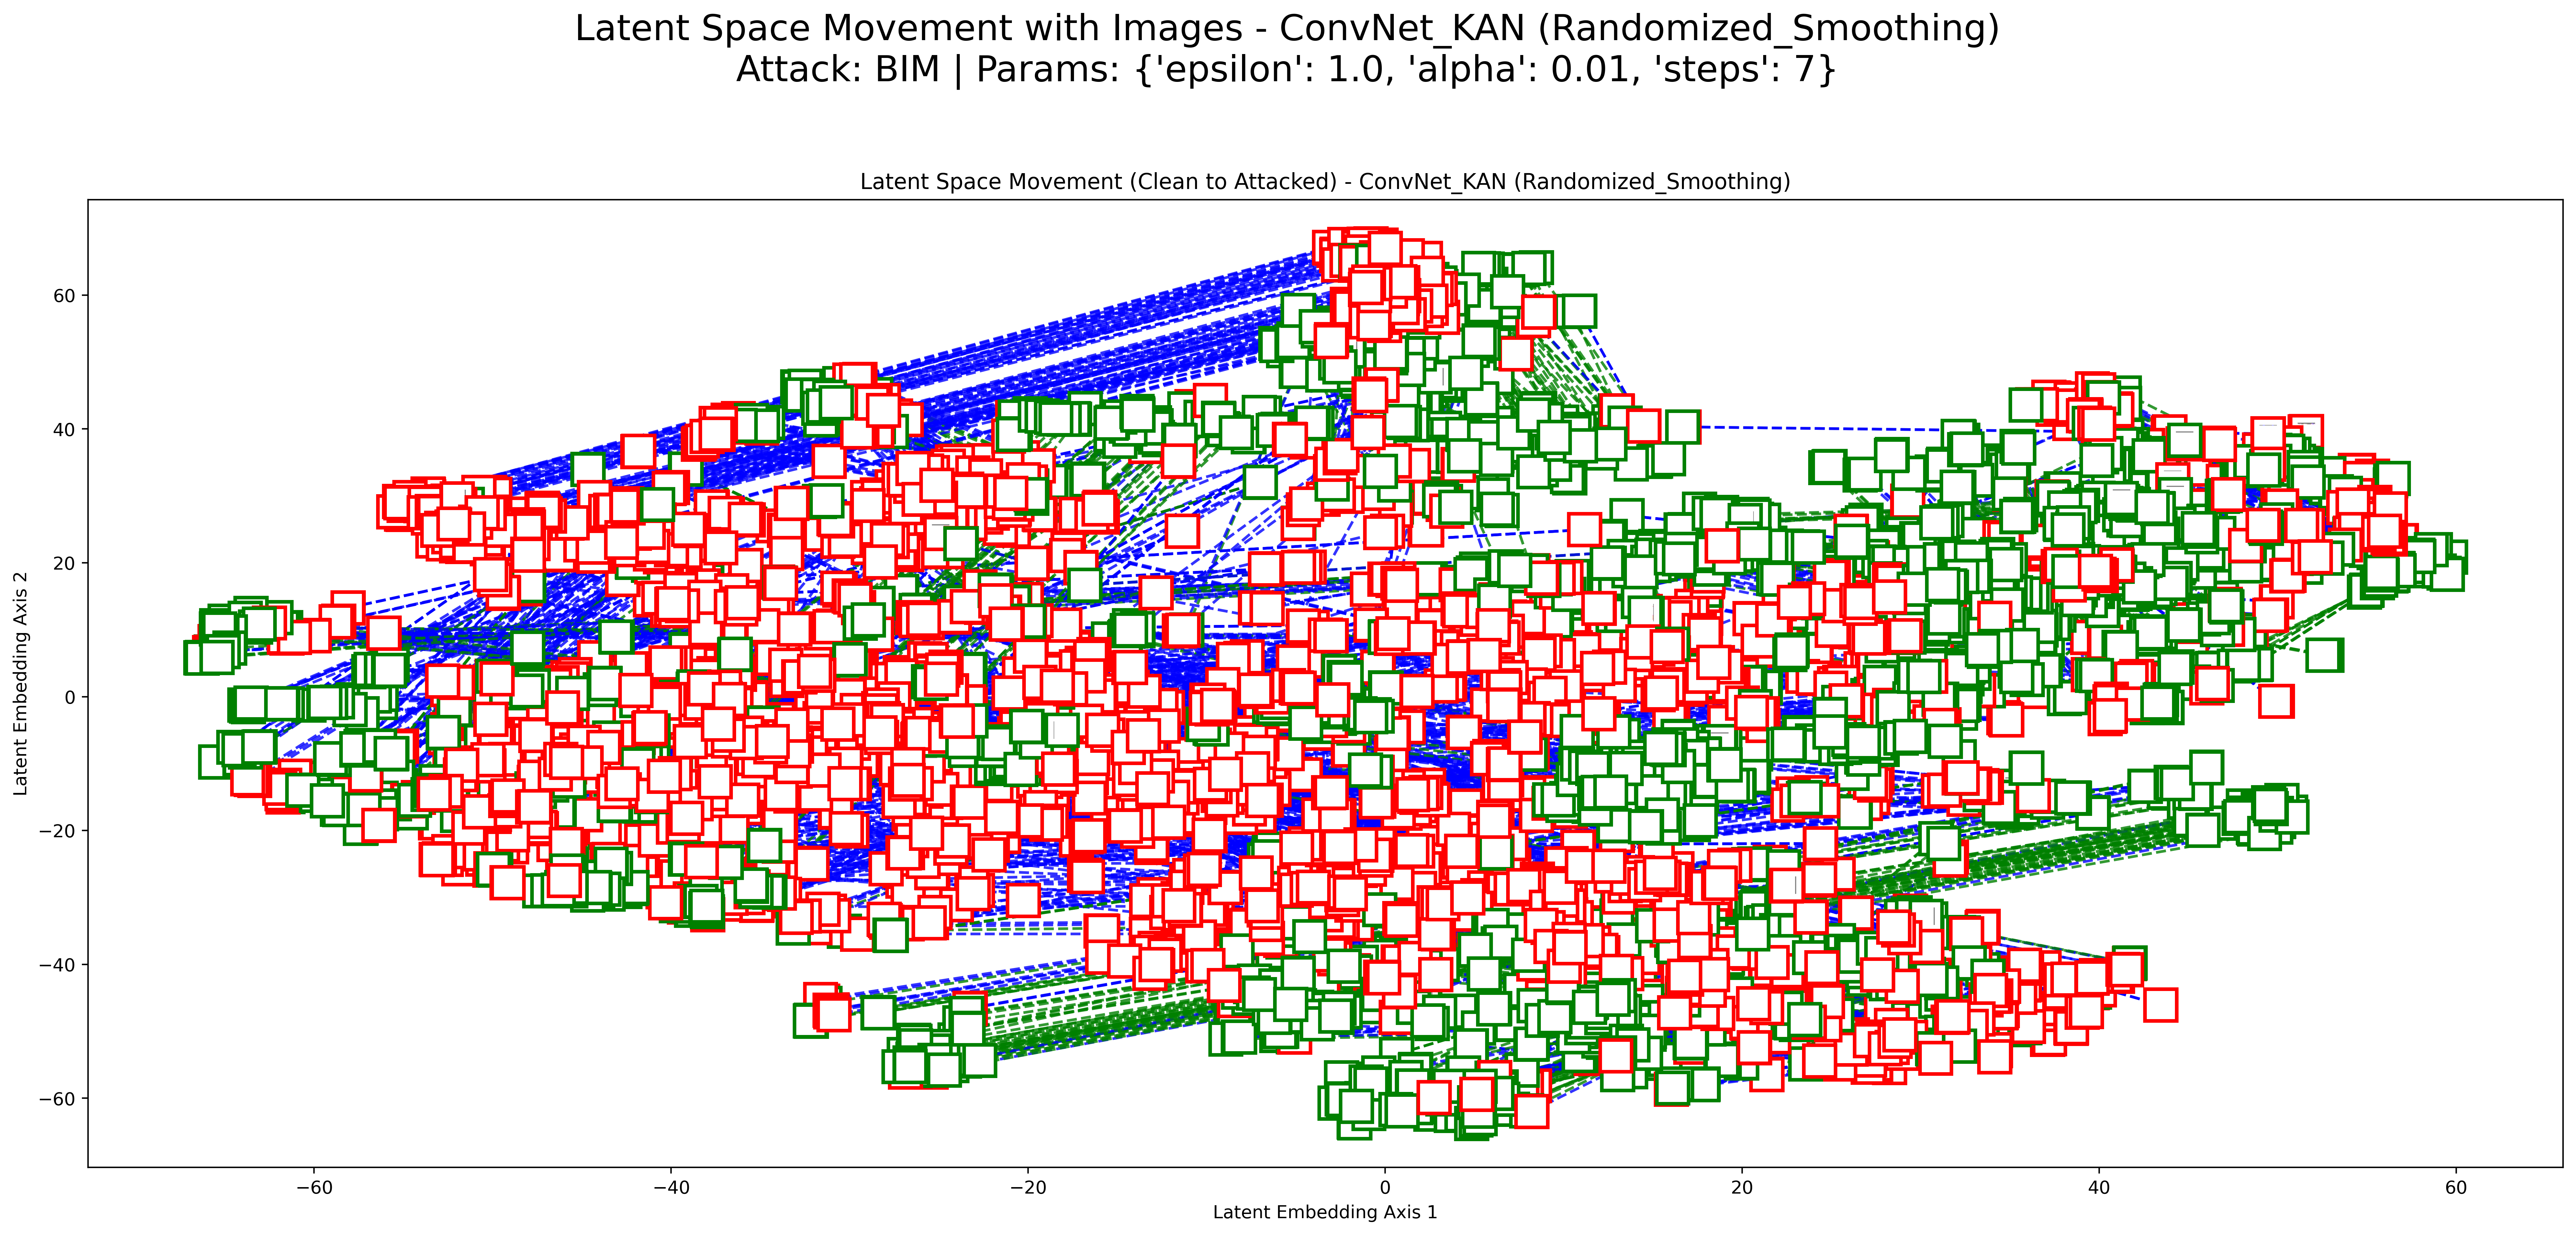 Latent Space Movement with Images - ConvNet_KAN (Randomized_Smoothing)
Attack: BIM | Params: {'epsilon': 1.0, 'alpha': 0.01, 'steps': 7}
Latent Space Movement (Clean to Attacked) - ConvNet_KAN (Randomized_Smoothing)
Latent Embedding Axis 2
60
40
20
0
−20
−40
−60
−60
−40
−20
0
20
40
60
Latent Embedding Axis 1